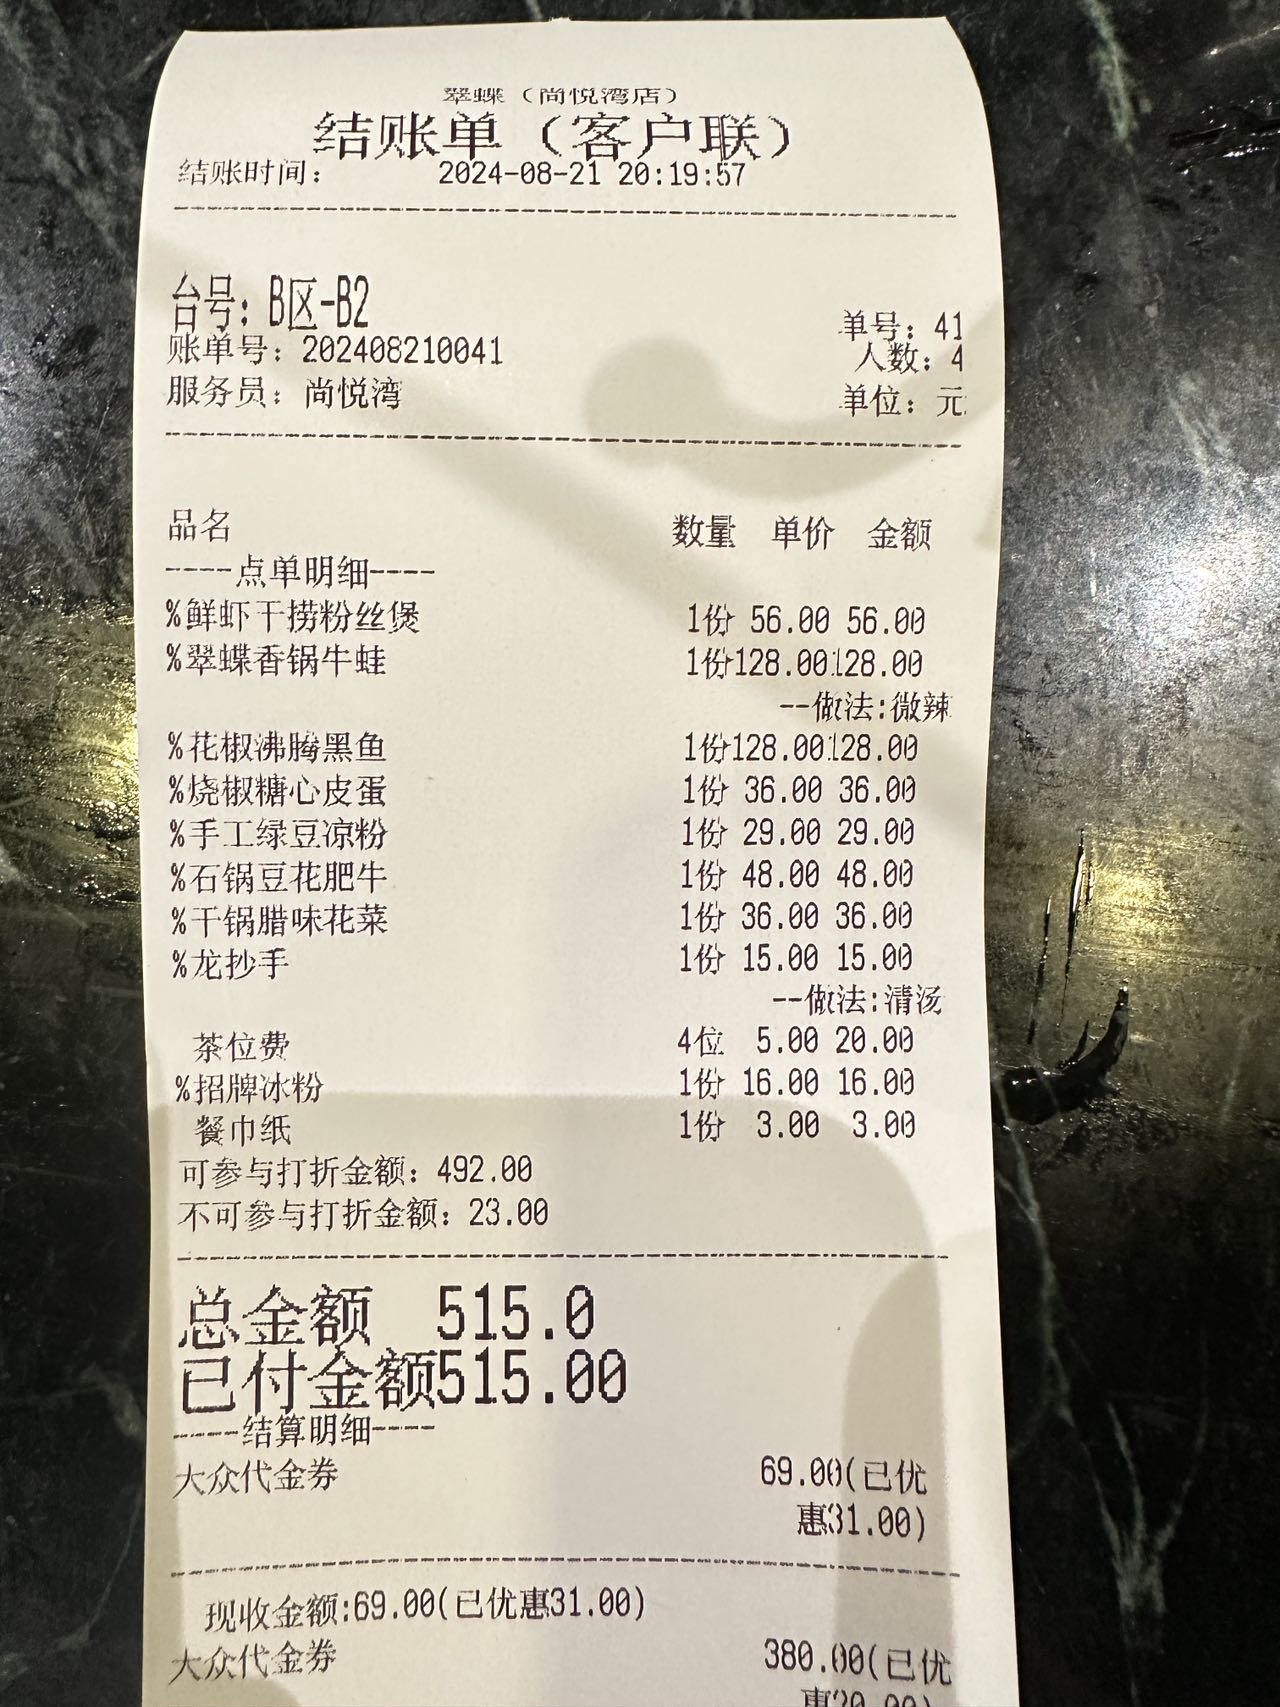 翠蝶（尚悦湾店）
结账单（客户联）
结账时间： 2024-08-21 20:19:57
台号：B区-B2
单号：41
账单号：202408210041
人数：4
服务员：尚悦湾
单位：元
品名 数量 单价 金额
----点单明细----
%鲜虾干捞粉丝煲 1份 56.00 56.00
%翠蝶香锅牛蛙 1份128.00128.00
--做法:微辣
%花椒沸腾黑鱼 1份128.00128.00
%烧椒糖心皮蛋 1份 36.00 36.00
%手工绿豆凉粉 1份 29.00 29.00
%石锅豆花肥牛 1份 48.00 48.00
%干锅腊味花菜 1份 36.00 36.00
%龙抄手 1份 15.00 15.00
--做法:清汤
茶位费 4位 5.00 20.00
%招牌冰粉 1份 16.00 16.00
餐巾纸 1份 3.00 3.00
可参与打折金额：492.00
不可参与打折金额：23.00
总金额 515.0
已付金额515.00
----结算明细----
大众代金券 69.00(已优
惠31.00)
现收金额:69.00(已优惠31.00)
大众代金券 380.00(已优